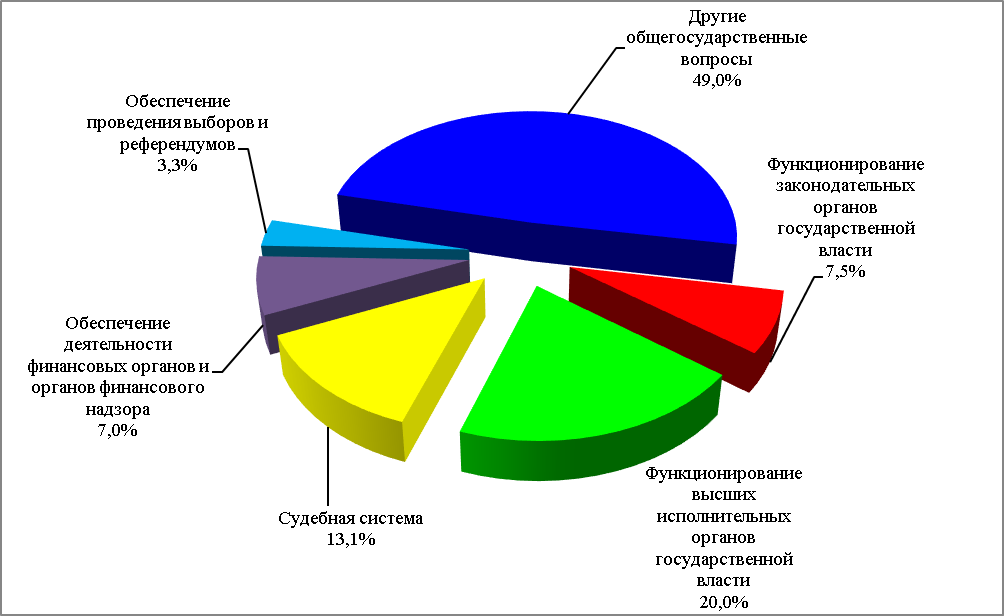 Другие
общегосударственные
вопросы
49,0%
Обеспечение
проведения выборов и
референдумов
3,3%
Функционирование
законодательных
органов
государственной
власти
7,5%
Обеспечение
деятельности
финансовых органов и
органов финансового
надзора
7,0%
Судебная система
13,1%
Функционирование
высших
исполнительных
органов
государственной
власти
20,0%